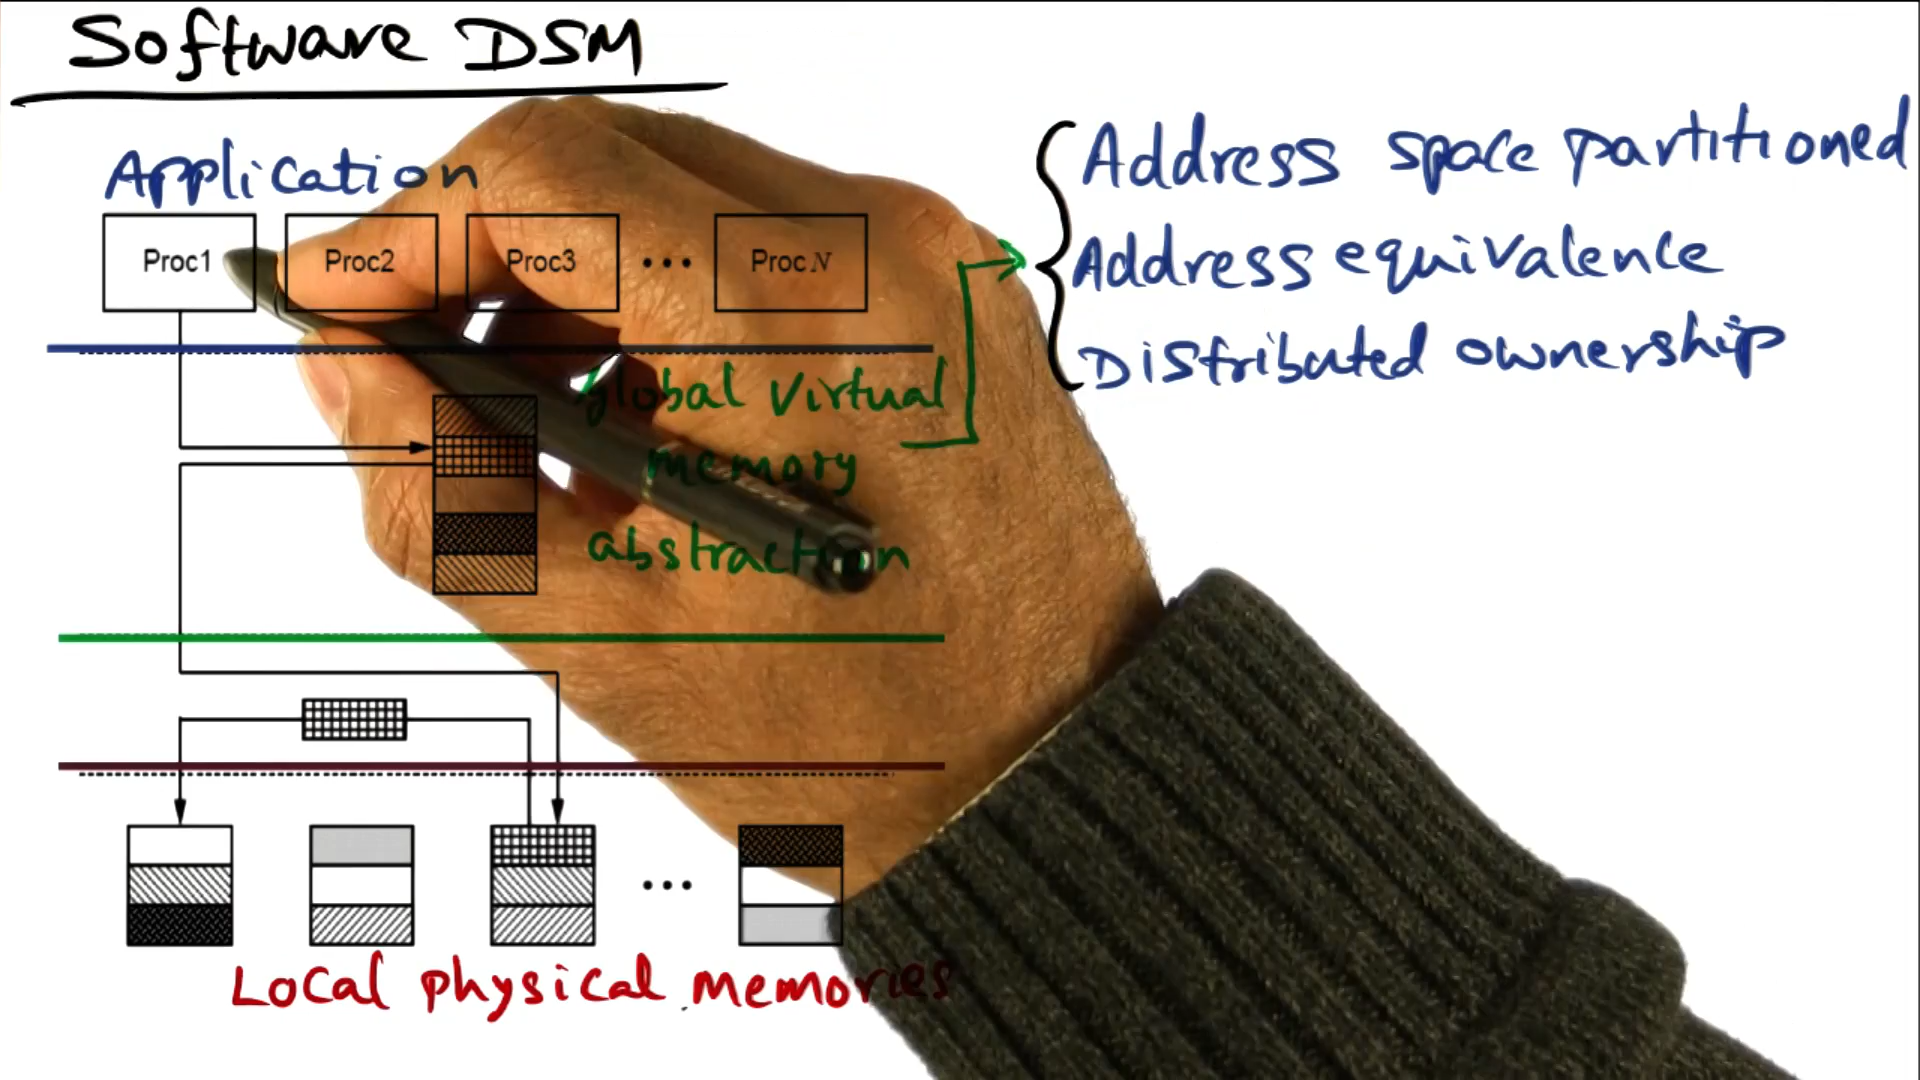 Software DSM
Application
Proc1 Proc2 Proc3 ... Proc N
Global Virtual
memory
abstraction
Local physical memories
Address space partitioned
Address equivalence
Distributed ownership